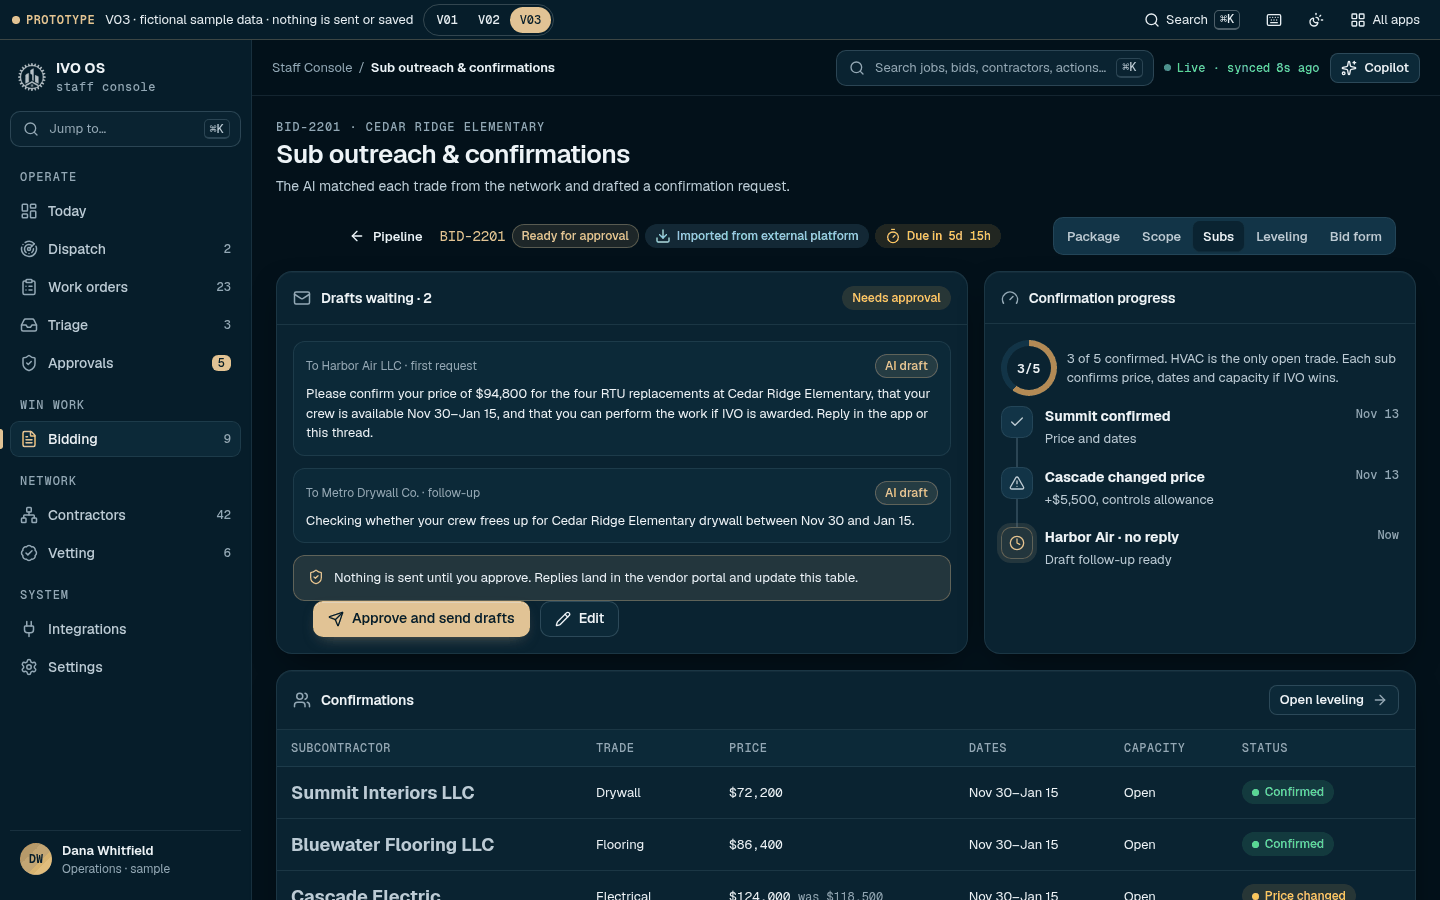 PROTOTYPE V03 · fictional sample data · nothing is sent or saved V01 V02 V03 Search ⌘K All apps
IVO OS
staff console
Jump to… ⌘K
OPERATE
Today
Dispatch 2
Work orders 23
Triage 3
Approvals 5
WIN WORK
Bidding 9
NETWORK
Contractors 42
Vetting 6
SYSTEM
Integrations
Settings
DW
Dana Whitfield
Operations · sample
Staff Console / Sub outreach & confirmations Search jobs, bids, contractors, actions… ⌘K Live · synced 8s ago Copilot
BID-2201 · CEDAR RIDGE ELEMENTARY
Sub outreach & confirmations
The AI matched each trade from the network and drafted a confirmation request.
Pipeline BID-2201 Ready for approval Imported from external platform Due in 5d 15h Package Scope Subs Leveling Bid form
Drafts waiting · 2 Needs approval
To Harbor Air LLC · first request AI draft
Please confirm your price of $94,800 for the four RTU replacements at Cedar Ridge Elementary, that your
crew is available Nov 30–Jan 15, and that you can perform the work if IVO is awarded. Reply in the app or
this thread.
To Metro Drywall Co. · follow-up AI draft
Checking whether your crew frees up for Cedar Ridge Elementary drywall between Nov 30 and Jan 15.
Nothing is sent until you approve. Replies land in the vendor portal and update this table.
Approve and send drafts Edit
Confirmation progress
3/5
3 of 5 confirmed. HVAC is the only open trade. Each sub
confirms price, dates and capacity if IVO wins.
Summit confirmed Nov 13
Price and dates
Cascade changed price Nov 13
+$5,500, controls allowance
Harbor Air · no reply Now
Draft follow-up ready
Confirmations Open leveling
SUBCONTRACTOR TRADE PRICE DATES CAPACITY STATUS
Summit Interiors LLC Drywall $72,200 Nov 30–Jan 15 Open Confirmed
Bluewater Flooring LLC Flooring $86,400 Nov 30–Jan 15 Open Confirmed
Cascade Electric Electrical $124,000 was $118,500 Nov 30–Jan 15 Open Price changed